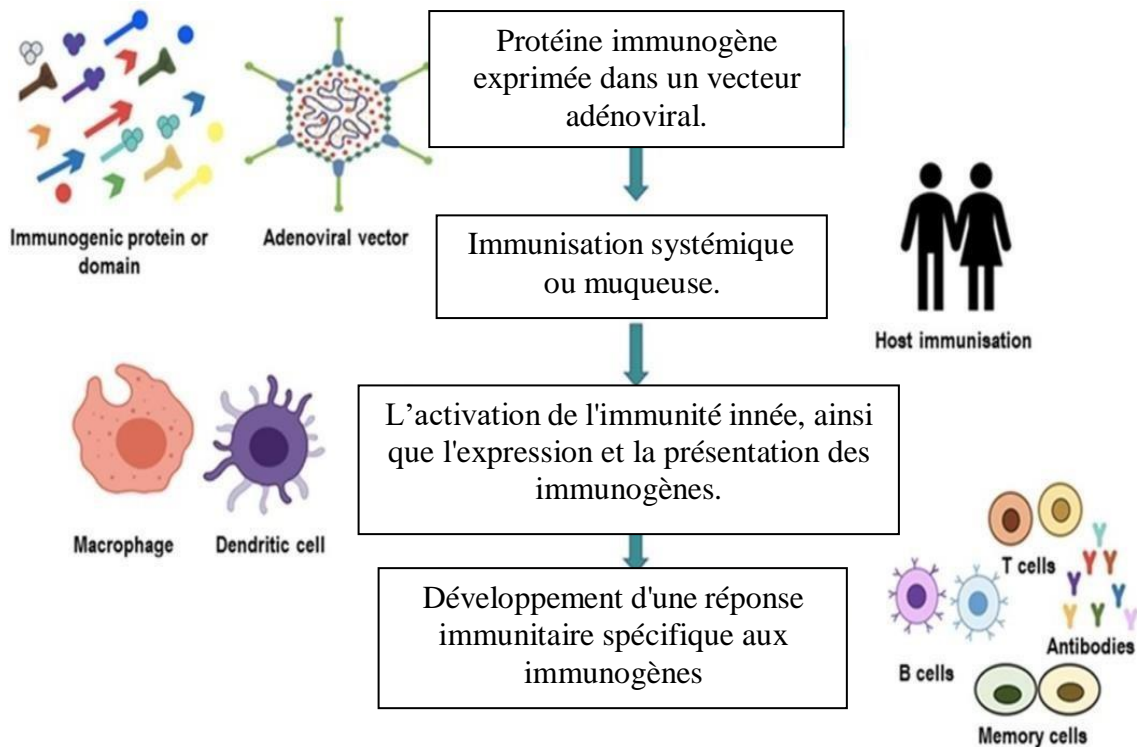 Protéine immunogène
exprimée dans un vecteur
adénoviral.
Immunogenic protein or
domain
Adenoviral vector
Immunisation systémique
ou muqueuse.
Host immunisation
L’activation de l'immunité innée, ainsi
que l'expression et la présentation des
immunogènes.
Macrophage
Dendritic cell
T cells
Développement d'une réponse
immunitaire spécifique aux
immunogènes
Antibodies
B cells
Memory cells